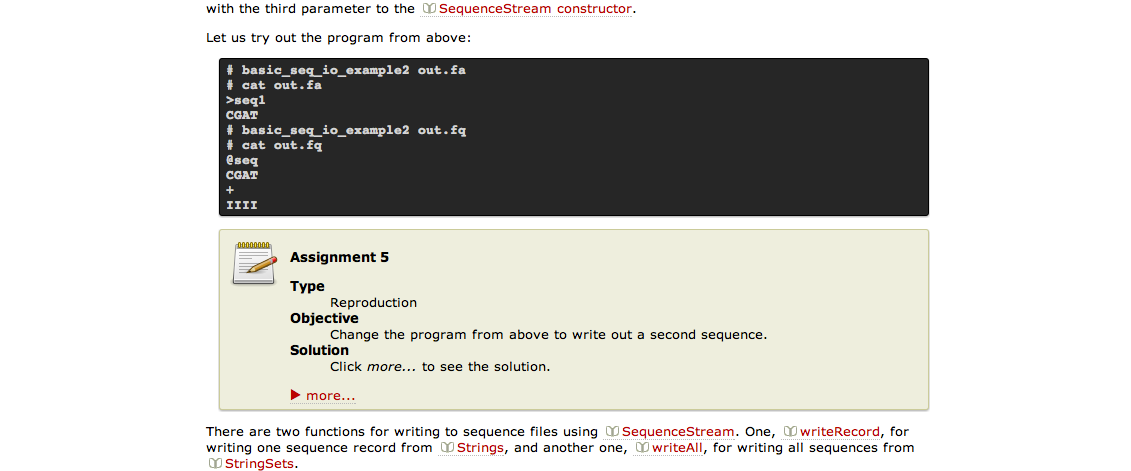 with the third parameter to the SequenceStream constructor.
Let us try out the program from above:
# basic_seq_io_example2 out.fa
# cat out.fa
>seq1
CGAT
# basic_seq_io_example2 out.fq
# cat out.fq
@seq
CGAT
+
IIII
Assignment 5
Type
Reproduction
Objective
Change the program from above to write out a second sequence.
Solution
Click more... to see the solution.
more...
There are two functions for writing to sequence files using SequenceStream. One, writeRecord, for
writing one sequence record from Strings, and another one, writeAll, for writing all sequences from
StringSets.